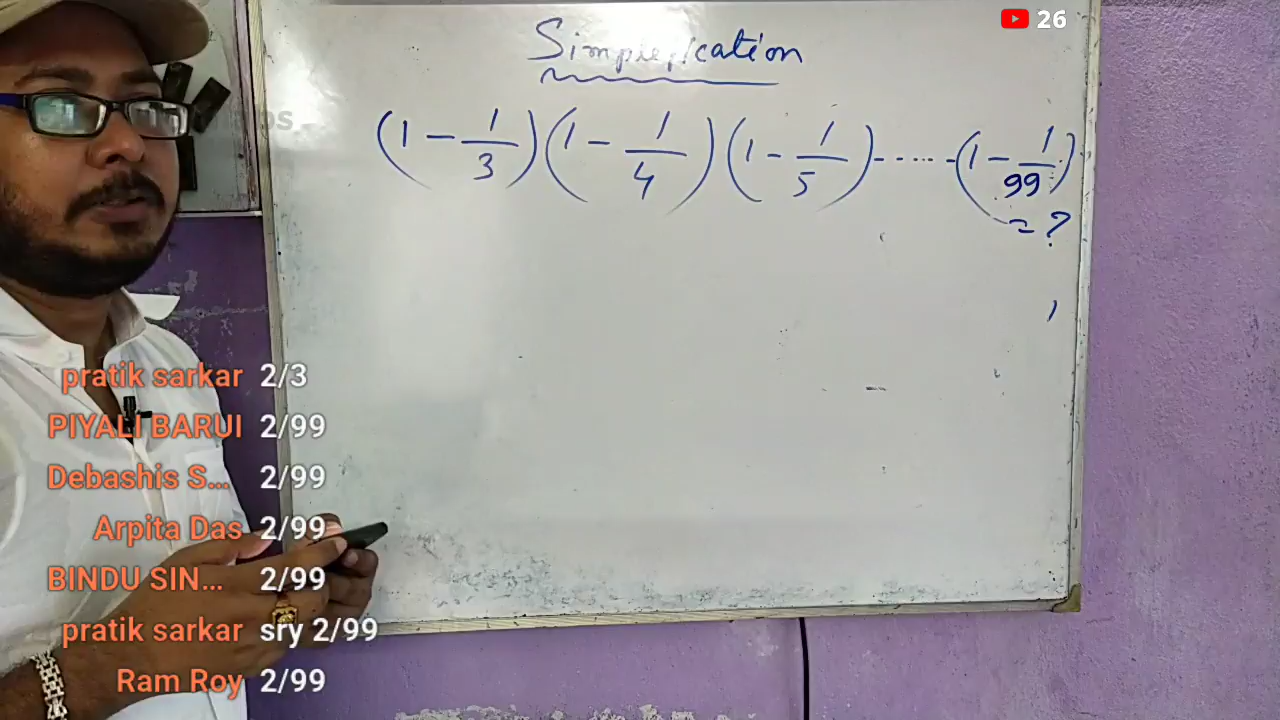 26
Simplification
(1 - 1/3)(1 - 1/4)(1 - 1/5)-----(1 - 1/99)
= ?
pratik sarkar 2/3
PIYALI BARUI 2/99
Debashis S... 2/99
Arpita Das 2/99
BINDU SIN... 2/99
pratik sarkar sry 2/99
Ram Roy 2/99